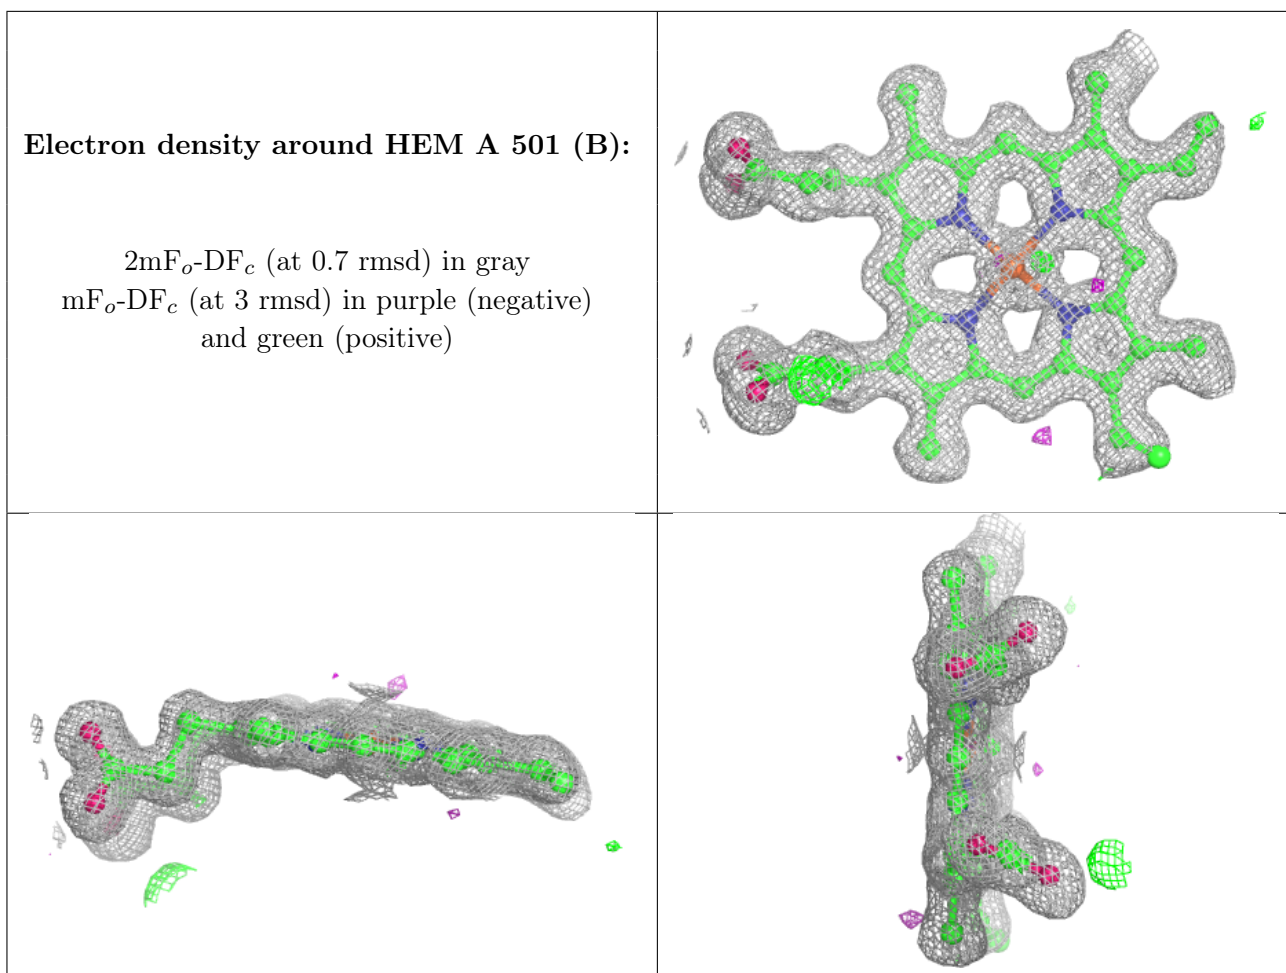 Electron density around HEM A 501 (B):
2mFo-DFc (at 0.7 rmsd) in gray
mFo-DFc (at 3 rmsd) in purple (negative)
and green (positive)